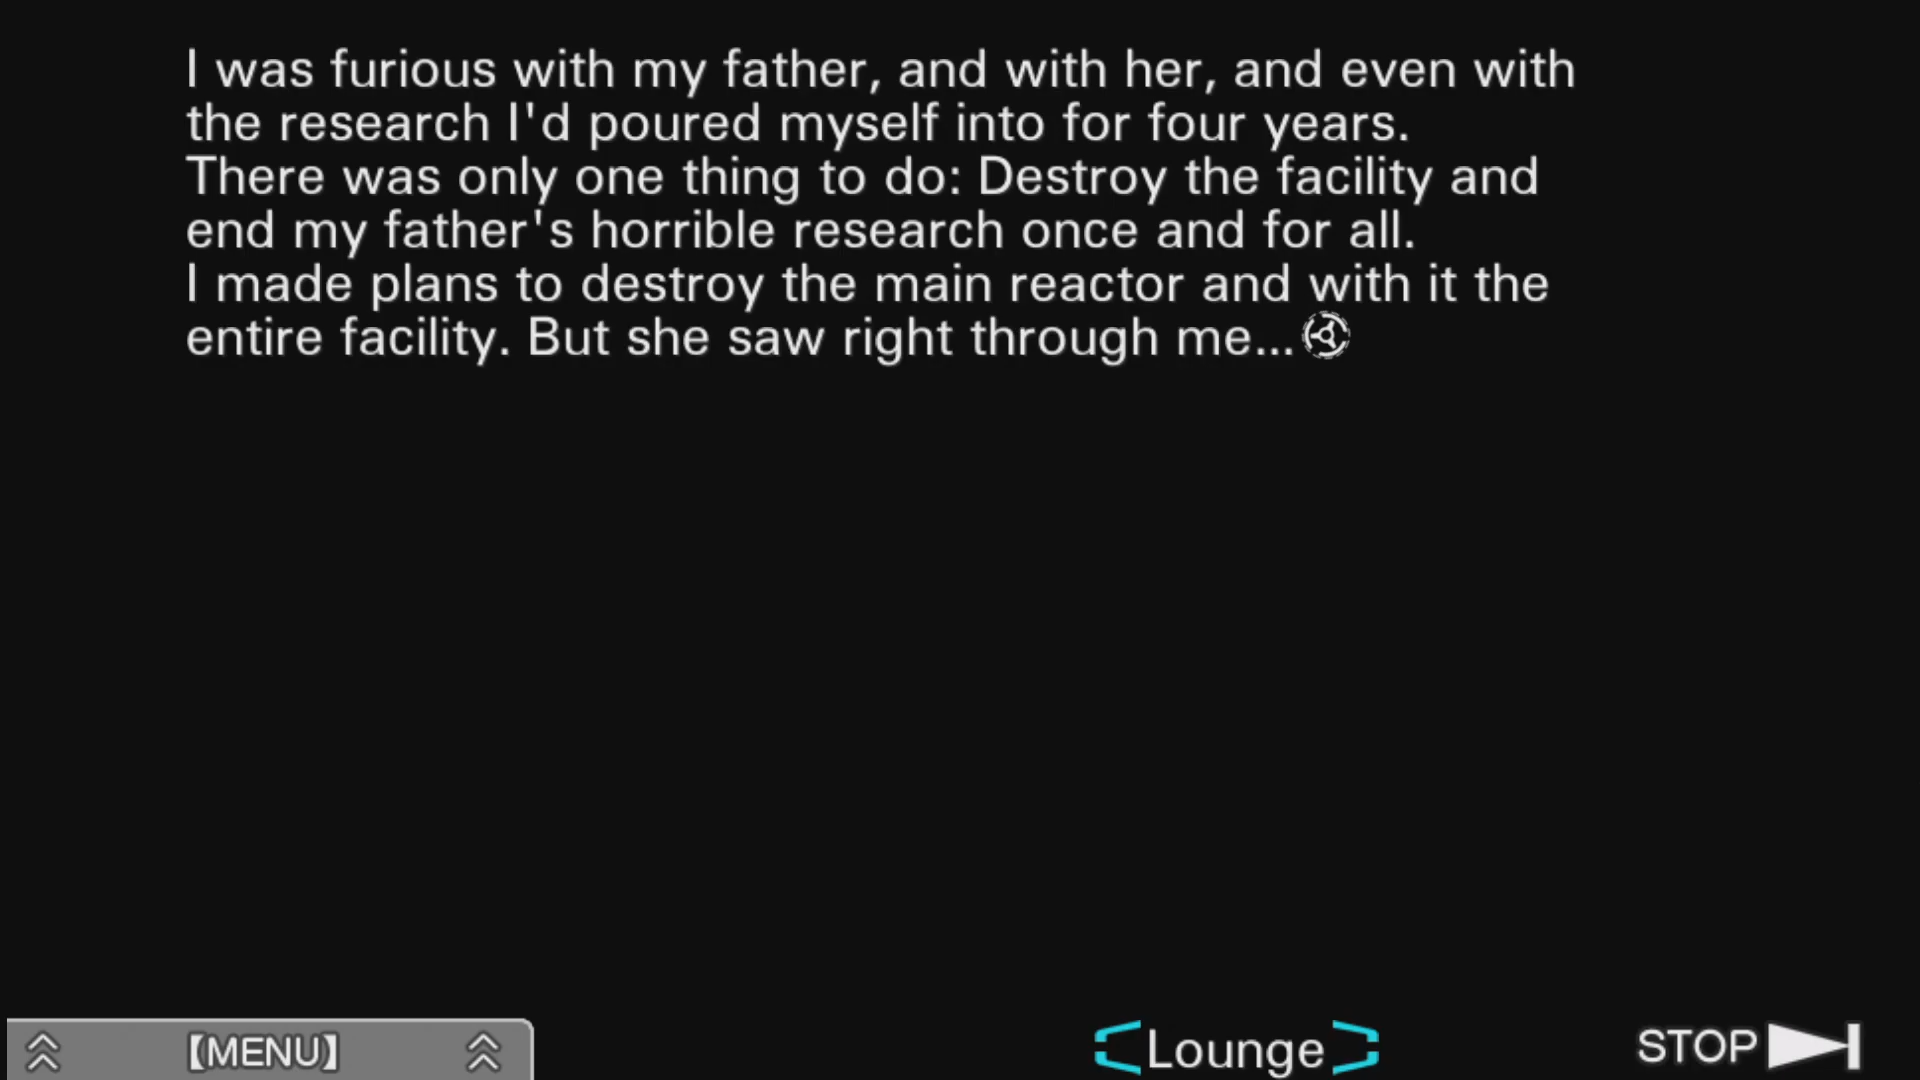 I was furious with my father, and with her, and even with
the research I'd poured myself into for four years.
There was only one thing to do: Destroy the facility and
end my father's horrible research once and for all.
I made plans to destroy the main reactor and with it the
entire facility. But she saw right through me...
【MENU】
Lounge
STOP